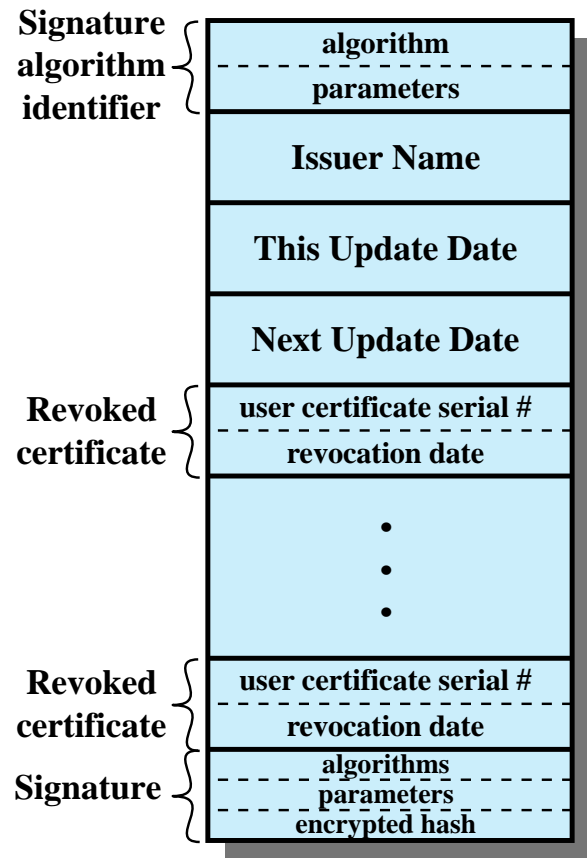 Signature
algorithm
identifier
algorithm
parameters
Issuer Name
This Update Date
Next Update Date
Revoked
certificate
user certificate serial #
revocation date
Revoked
certificate
user certificate serial #
revocation date
Signature
algorithms
parameters
encrypted hash